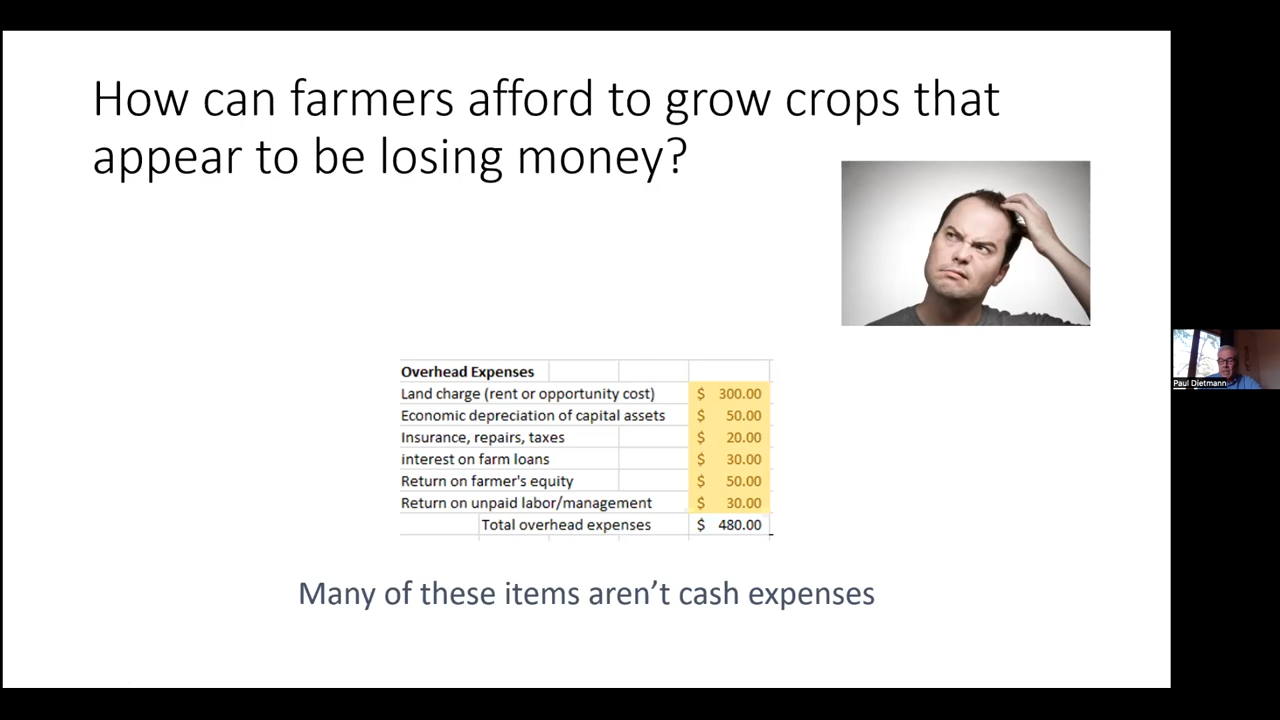 How can farmers afford to grow crops that
appear to be losing money?
Overhead Expenses
Land charge (rent or opportunity cost) $ 300.00
Economic depreciation of capital assets $ 50.00
Insurance, repairs, taxes $ 20.00
interest on farm loans $ 30.00
Return on farmer's equity $ 50.00
Return on unpaid labor/management $ 30.00
Total overhead expenses $ 480.00
Many of these items aren't cash expenses
Paul Dietmann